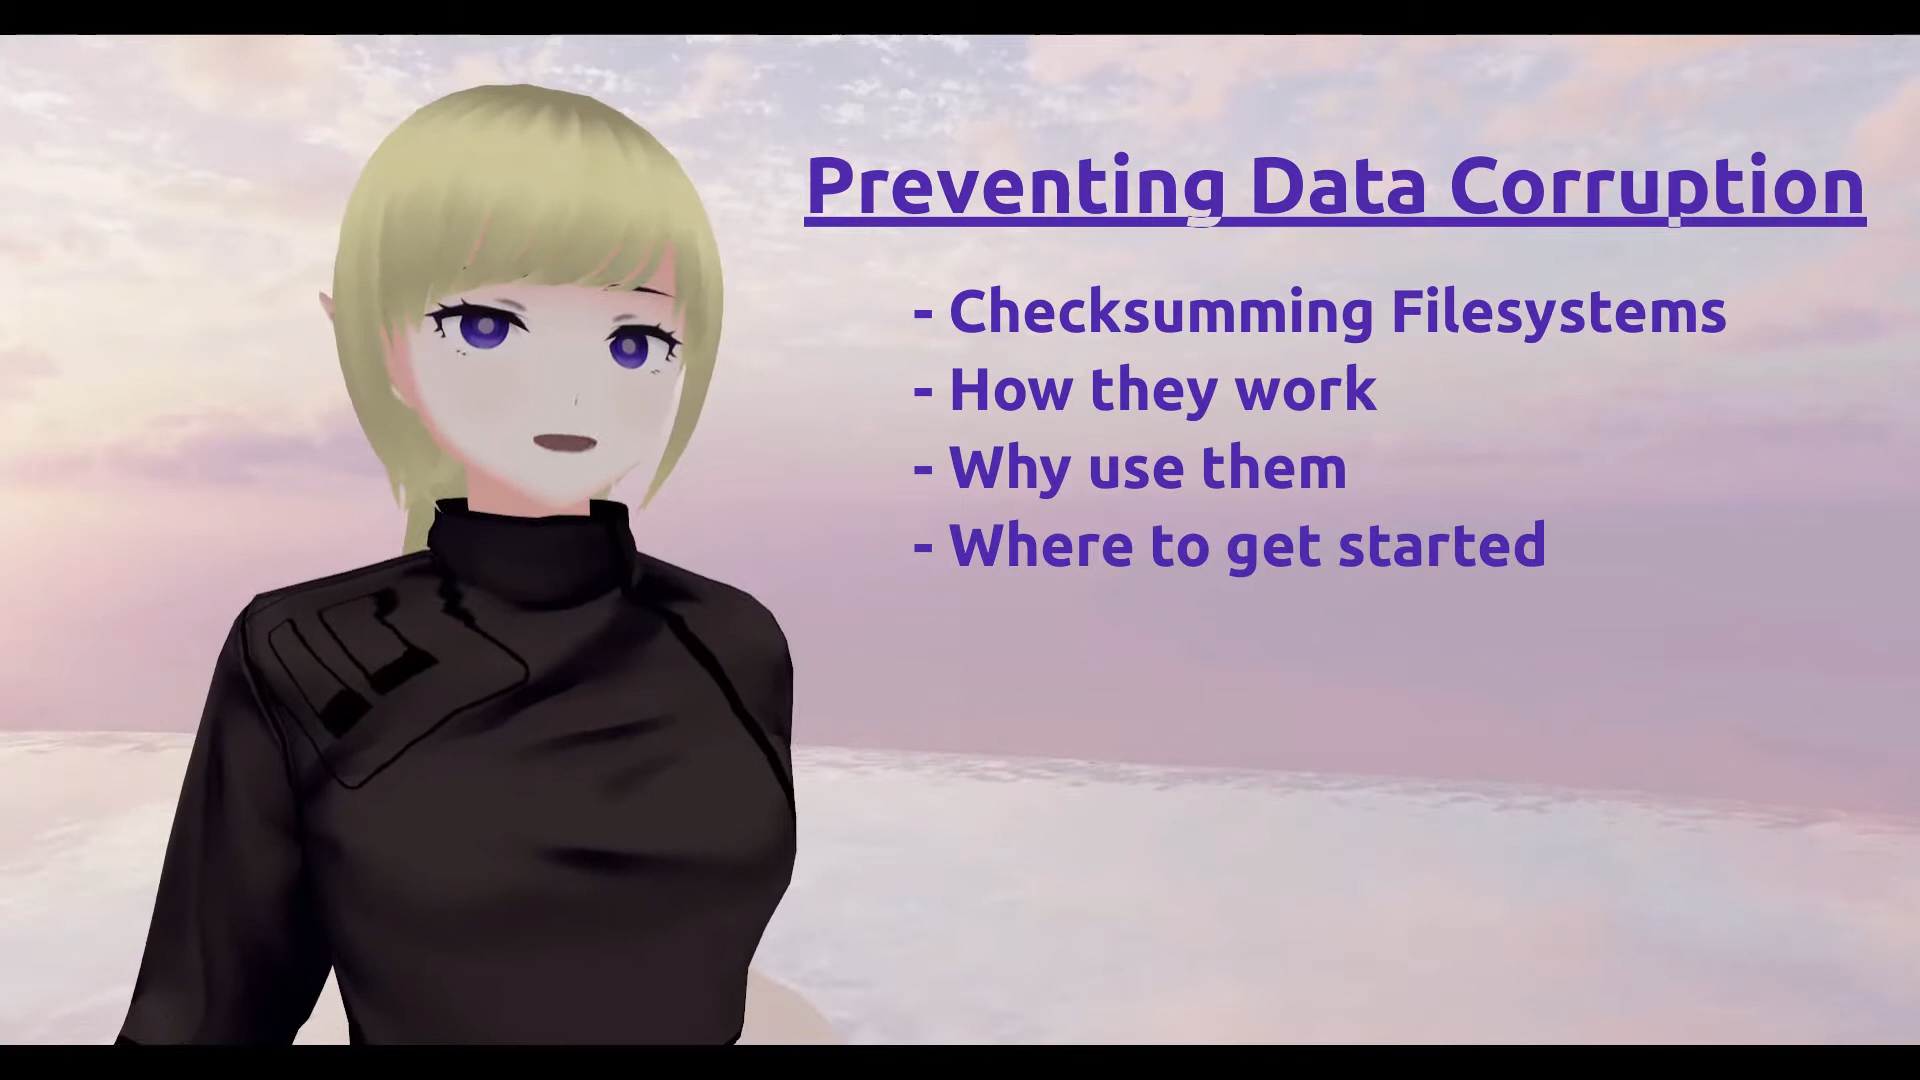 Preventing Data Corruption
- Checksumming Filesystems
- How they work
- Why use them
- Where to get started